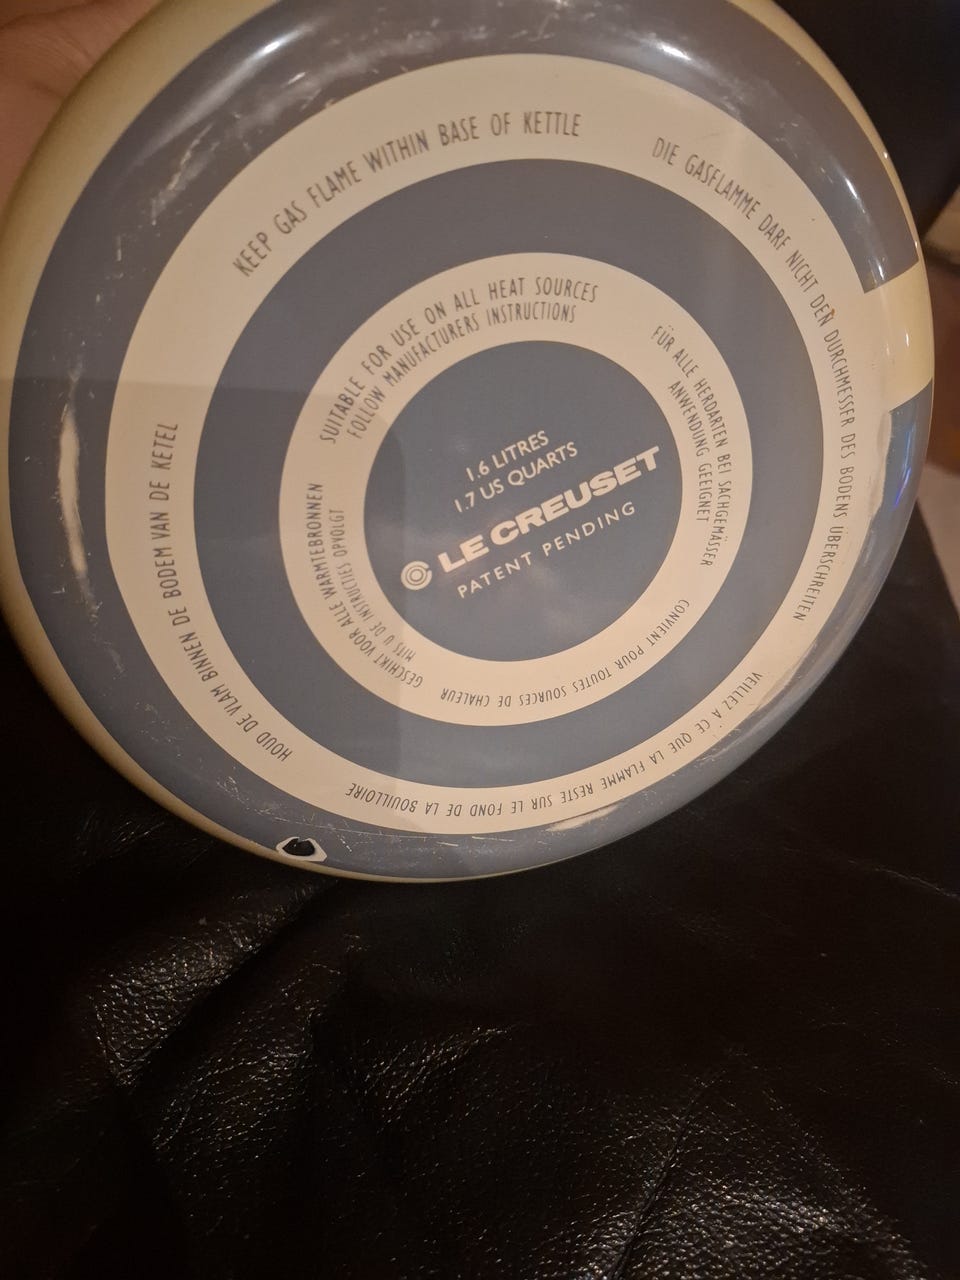 KEEP GAS FLAME WITHIN BASE OF KETTLE
DIE GASFLAMME DARF NICHT DEN DURCHMESSER DES BODENS ÜBERSCHREITEN
VEILLEZ A CE QUE LA FLAMME RESTE SUR LE FOND DE LA BOUILLOIRE
HOUD DE VLAM BINNEN DE BODEM VAN DE KETEL
SUITABLE FOR USE ON ALL HEAT SOURCES
FOLLOW MANUFACTURERS INSTRUCTIONS
FÜR ALLE HERDARTEN BEI SACHGEMÄSSER
ANWENDUNG GEEIGNET
CONVIENT POUR TOUTES SOURCES DE CHALEUR
GESCHIKT VOOR ALLE WARMTEBRONNEN
MITS U DE INSTRUCTIES OPVOLGT
1.6 LITRES
1.7 US QUARTS
LE CREUSET
PATENT PENDING